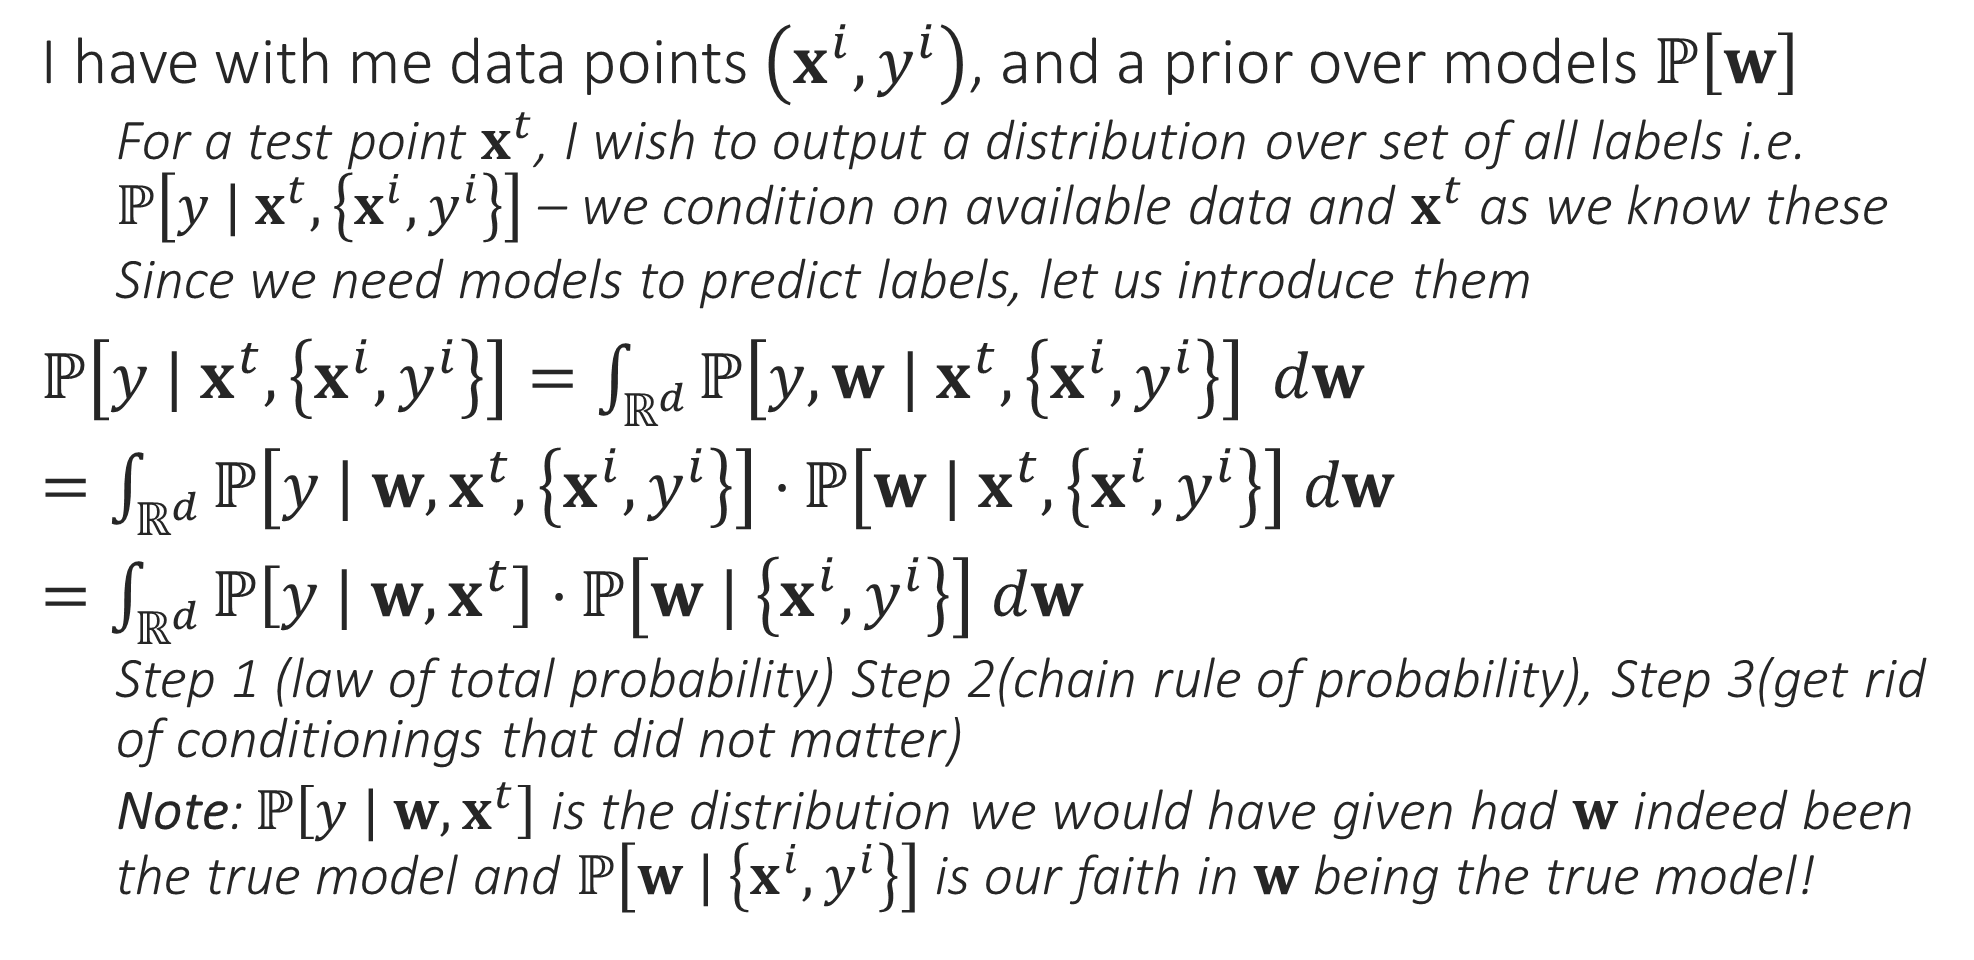 I have with me data points (𝐱ⁱ, yⁱ), and a prior over models ℙ[𝐰]
For a test point 𝐱ᵗ, I wish to output a distribution over set of all labels i.e.
ℙ[y | 𝐱ᵗ, {𝐱ⁱ, yⁱ}] – we condition on available data and 𝐱ᵗ as we know these
Since we need models to predict labels, let us introduce them
ℙ[y | 𝐱ᵗ, {𝐱ⁱ, yⁱ}] = ∫_ℝᵈ ℙ[y, 𝐰 | 𝐱ᵗ, {𝐱ⁱ, yⁱ}] d𝐰
= ∫_ℝᵈ ℙ[y | 𝐰, 𝐱ᵗ, {𝐱ⁱ, yⁱ}] · ℙ[𝐰 | 𝐱ᵗ, {𝐱ⁱ, yⁱ}] d𝐰
= ∫_ℝᵈ ℙ[y | 𝐰, 𝐱ᵗ] · ℙ[𝐰 | {𝐱ⁱ, yⁱ}] d𝐰
Step 1 (law of total probability) Step 2(chain rule of probability), Step 3(get rid
of conditionings that did not matter)
Note: ℙ[y | 𝐰, 𝐱ᵗ] is the distribution we would have given had 𝐰 indeed been
the true model and ℙ[𝐰 | {𝐱ⁱ, yⁱ}] is our faith in 𝐰 being the true model!